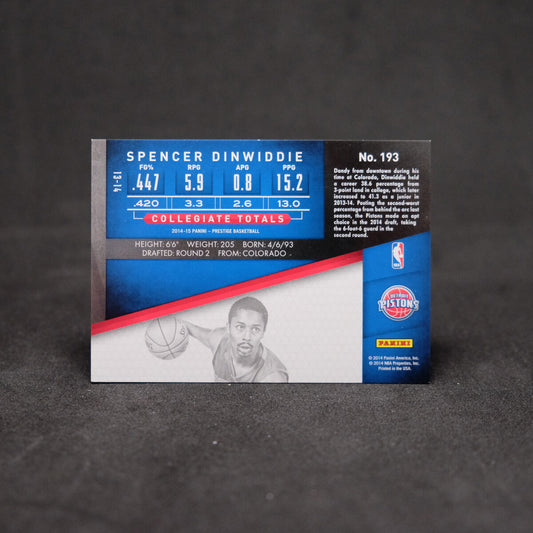 SPENCER DINWIDDIE
FG% RPG APG PPG
13-14 .447 5.9 0.8 15.2
.420 3.3 2.6 13.0
COLLEGIATE TOTALS
2014-15 PANINI – PRESTIGE BASKETBALL
HEIGHT: 6'6" WEIGHT: 205 BORN: 4/6/93
DRAFTED: ROUND 2 FROM: COLORADO
No. 193
Dandy from downtown during his
time at Colorado, Dinwiddie held
a career 38.6 percentage from
3-point land in college, which later
increased to 41.3 as a junior in
2013-14. Posting the second-worst
percentage from behind the arc last
season, the Pistons made an apt
choice in the 2014 draft, taking
the 6-foot-6 guard in the
second round.
NBA
DETROIT
PISTONS
PANINI
© 2014 Panini America, Inc.
© 2014 NBA Properties, Inc.
Printed in the USA.